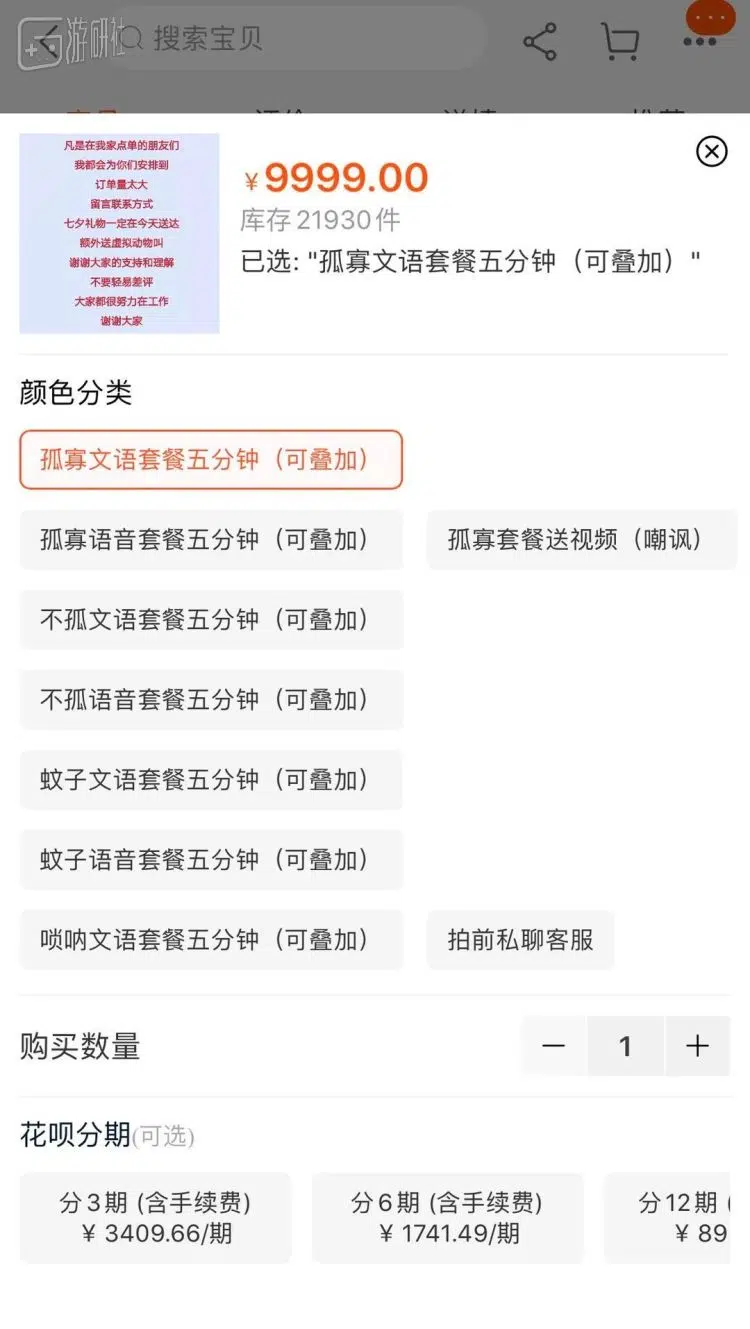 游研社
搜索宝贝
凡是在我家点单的朋友们
我都会为你们安排到
订单量太大
留言联系方式
七夕礼物一定在今天送达
额外送虚拟动物叫
谢谢大家的支持和理解
不要轻易差评
大家都很努力在工作
谢谢大家
¥9999.00
库存21930件
已选: "孤寡文语套餐五分钟（可叠加）"
颜色分类
孤寡文语套餐五分钟（可叠加）
孤寡语音套餐五分钟（可叠加）
孤寡套餐送视频（嘲讽）
不孤文语套餐五分钟（可叠加）
不孤语音套餐五分钟（可叠加）
蚊子文语套餐五分钟（可叠加）
蚊子语音套餐五分钟（可叠加）
唢呐文语套餐五分钟（可叠加）
拍前私聊客服
购买数量
1
花呗分期(可选)
分3期 (含手续费)
¥ 3409.66/期
分6期 (含手续费)
¥ 1741.49/期
分12期 (
¥ 89